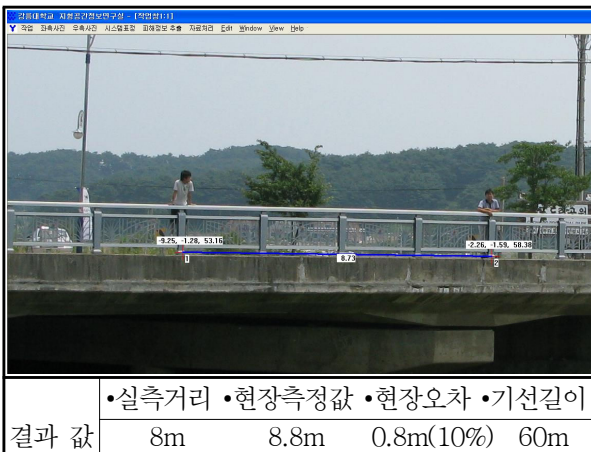 강릉대학교 지형공간정보연구실 - [작업창1:1]
작업 좌측사진 우측사진 시스템표정 피해정보 추출 자료처리 Edit Window View Help
-9.25, -1.28, 53.16
-2.26, -1.59, 58.38
1
8.73
2
•실측거리 •현장측정값 •현장오차 •기선길이
결과 값 8m 8.8m 0.8m(10%) 60m